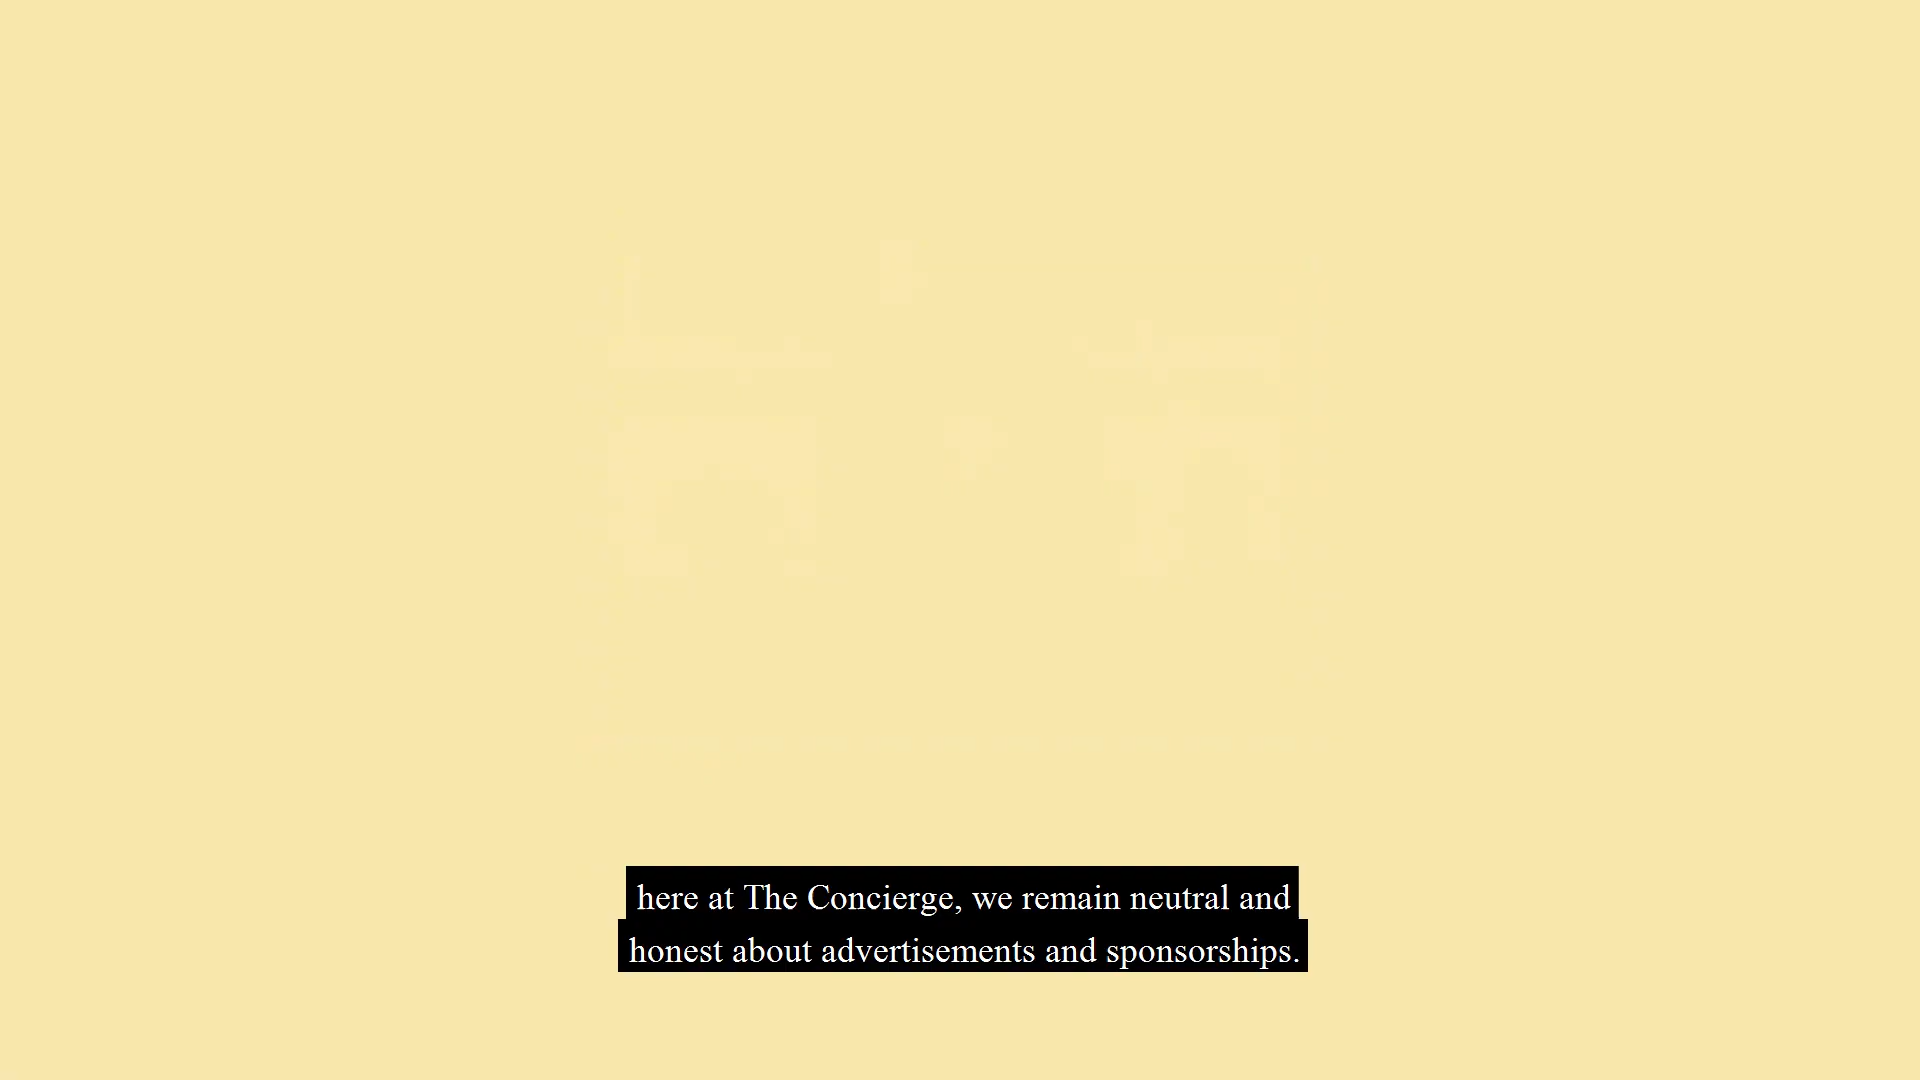 here at The Concierge, we remain neutral and
honest about advertisements and sponsorships.